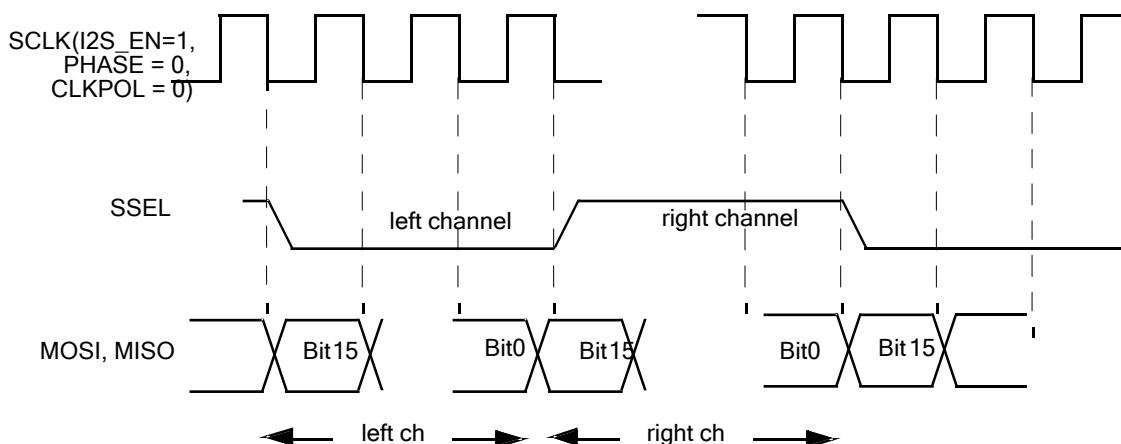 SCLK(I2S_EN=1,
PHASE = 0,
CLKPOL = 0)
SSEL
left channel
right channel
MOSI, MISO
Bit15
Bit0
Bit15
Bit0
Bit15
left ch
right ch